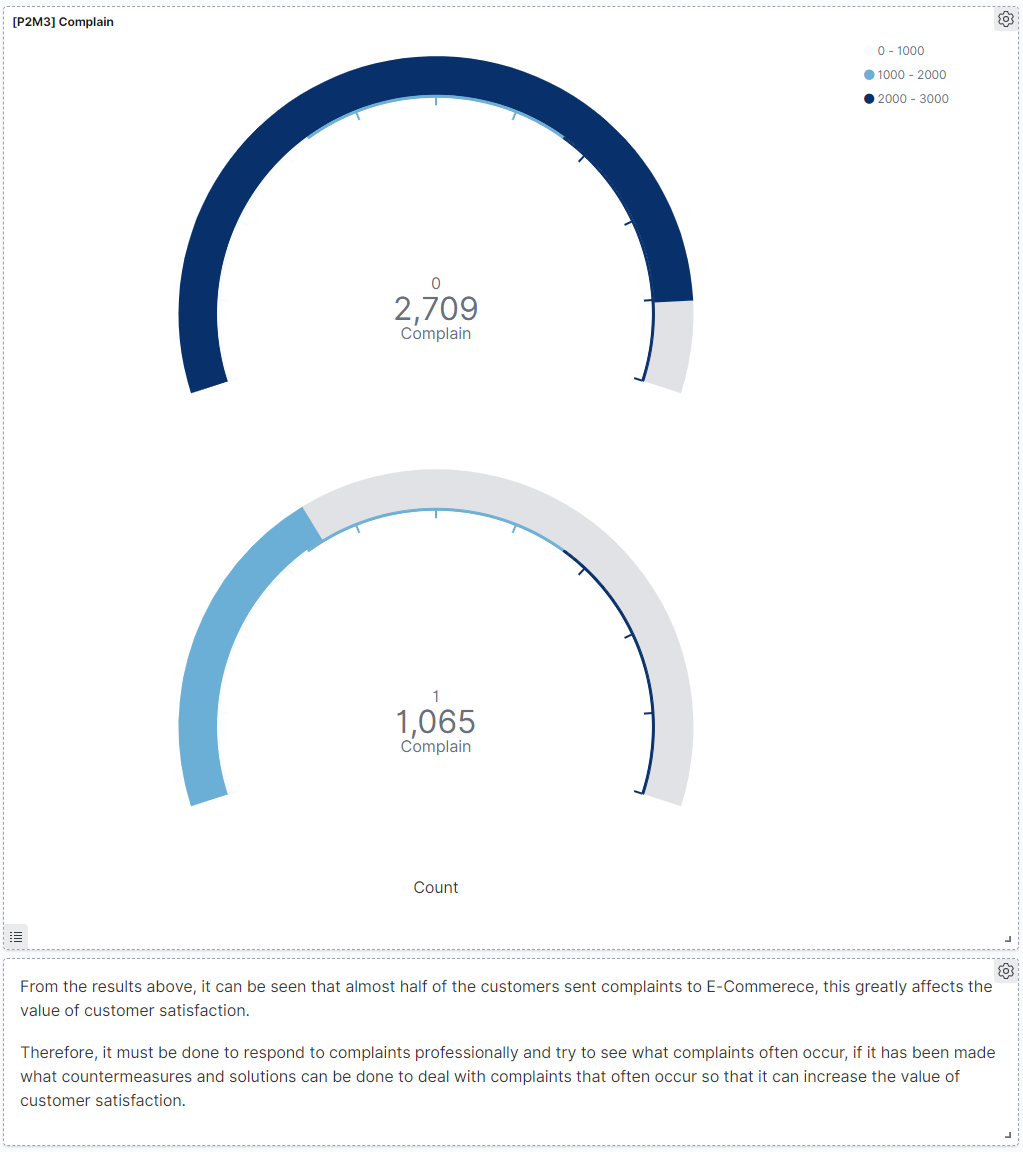 [P2M3] Complain
0 - 1000
1000 - 2000
2000 - 3000
0
2,709
Complain
1
1,065
Complain
Count
From the results above, it can be seen that almost half of the customers sent complaints to E-Commerece, this greatly affects the
value of customer satisfaction.
Therefore, it must be done to respond to complaints professionally and try to see what complaints often occur, if it has been made
what countermeasures and solutions can be done to deal with complaints that often occur so that it can increase the value of
customer satisfaction.